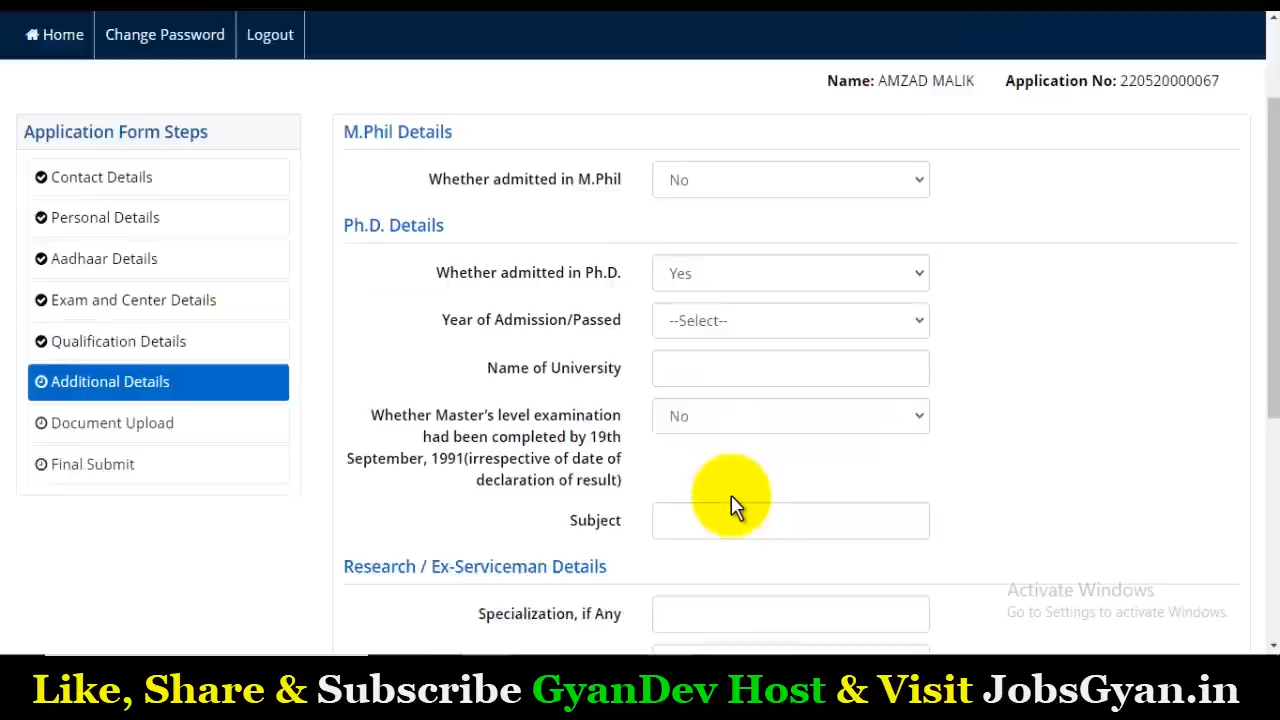 Home Change Password Logout
Name: AMZAD MALIK Application No: 220520000067
Application Form Steps
Contact Details
Personal Details
Aadhaar Details
Exam and Center Details
Qualification Details
Additional Details
Document Upload
Final Submit
M.Phil Details
Whether admitted in M.Phil No
Ph.D. Details
Whether admitted in Ph.D. Yes
Year of Admission/Passed --Select--
Name of University
Whether Master's level examination No
had been completed by 19th
September, 1991(irrespective of date of
declaration of result)
Subject
Research / Ex-Serviceman Details
Specialization, if Any
Activate Windows
Go to Settings to activate Windows.
Like, Share & Subscribe GyanDev Host & Visit JobsGyan.in